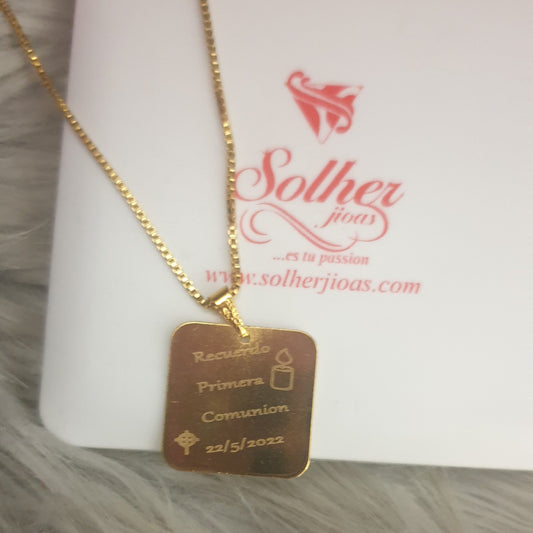 Solher
jioas
...es tu passion
www.solherjioas.com
Recuerdo
Primera
Comunion
22/5/2022